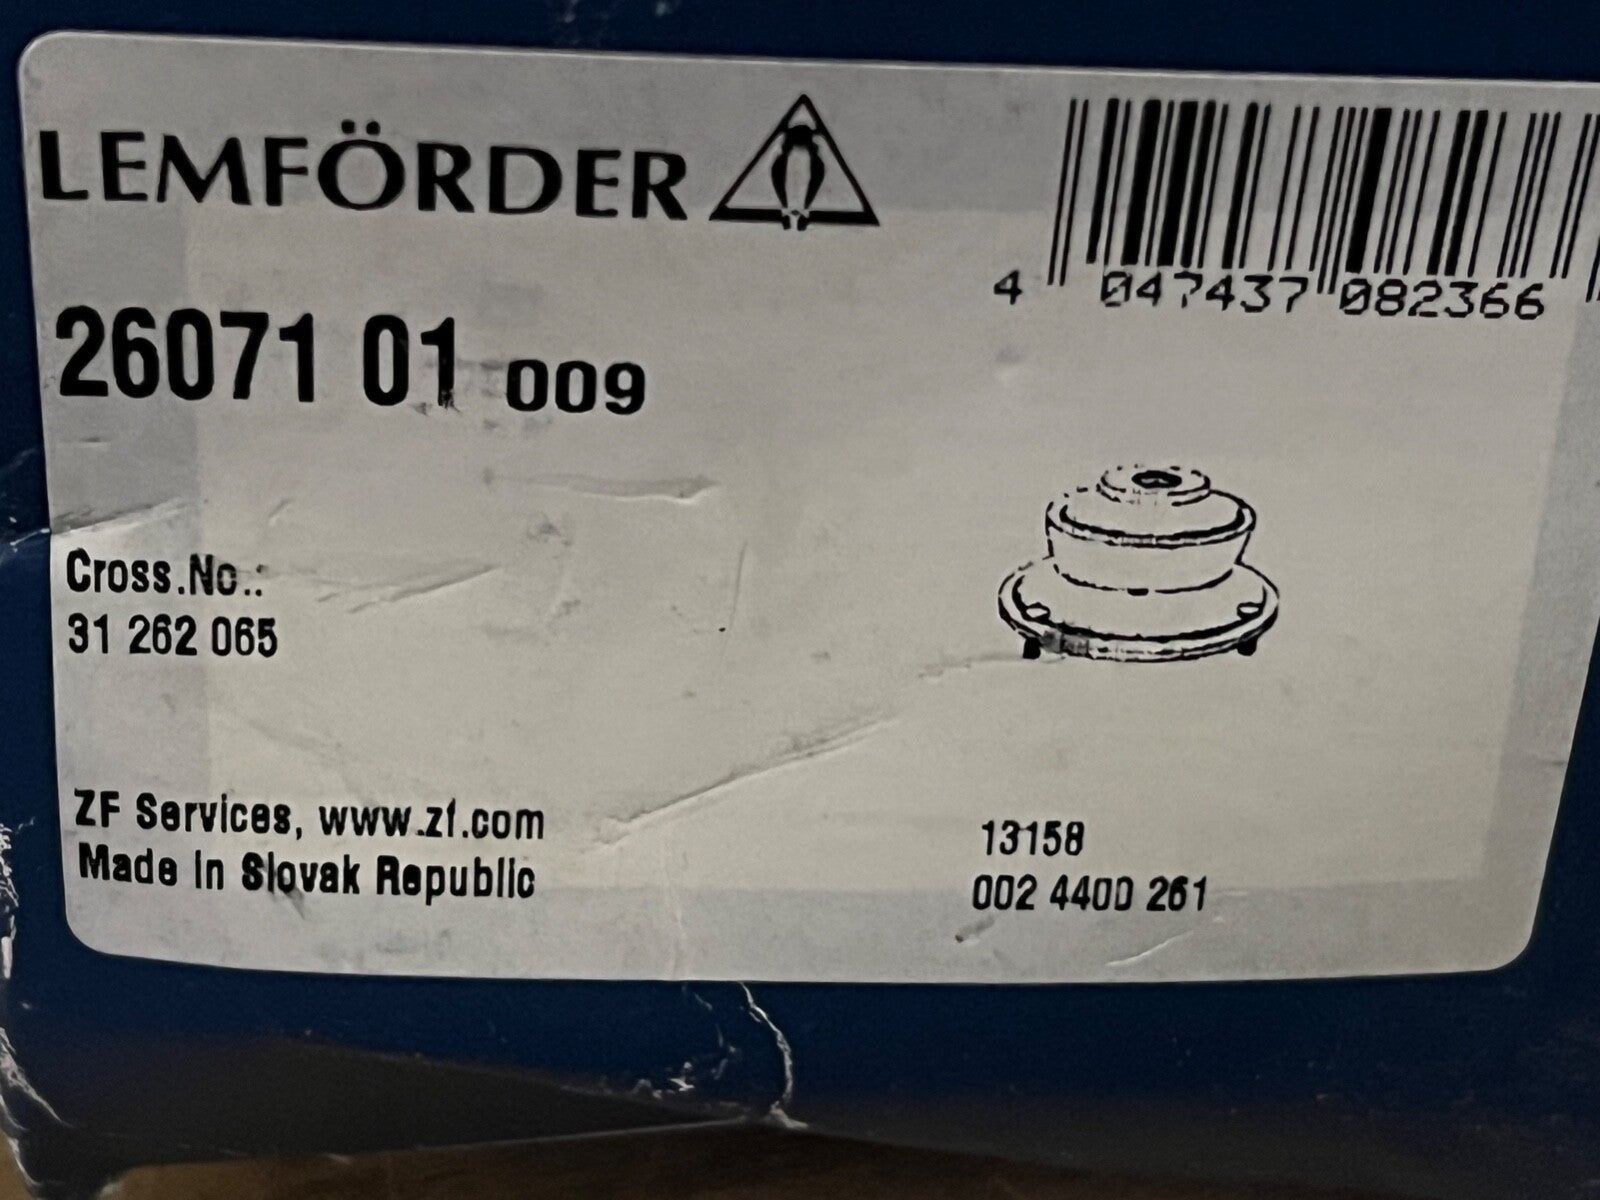 LEMFÖRDER
4 047437 082366
26071 01 009
Cross.No.:
31 262 065
ZF Services, www.zf.com
Made in Slovak Republic
13158
002 4400 261